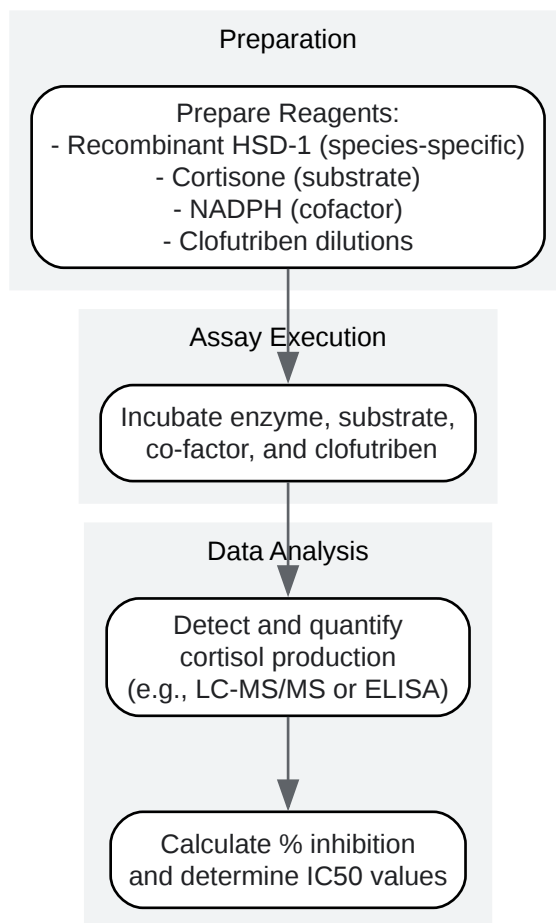 Preparation
Prepare Reagents:
- Recombinant HSD-1 (species-specific)
- Cortisone (substrate)
- NADPH (cofactor)
- Clofutriben dilutions
Assay Execution
Incubate enzyme, substrate,
co-factor, and clofutriben
Data Analysis
Detect and quantify
cortisol production
(e.g., LC-MS/MS or ELISA)
Calculate % inhibition
and determine IC50 values